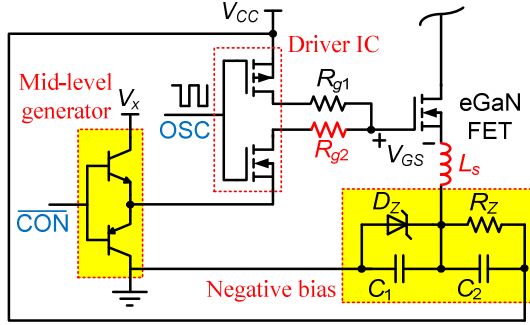 V_CC
Driver IC
Mid-level
generator
V_x
OSC
R_g1
R_g2
eGaN
FET
+
V_GS
−
L_s
CON
D_Z
R_Z
C_1
C_2
Negative bias